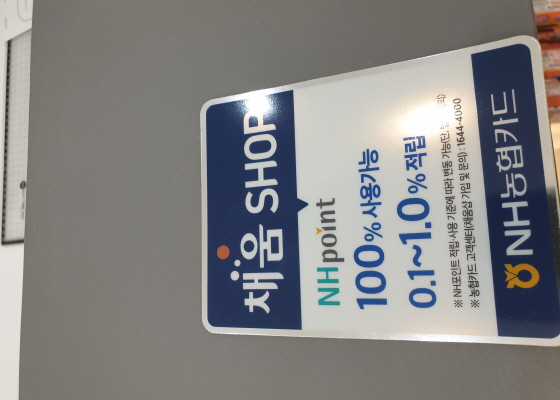 채움 SHOP
NHpoint
100% 사용가능
0.1~1.0% 적립
※ NH포인트 적립·사용 기준에 따라 변동 가능(단,
※ 농협카드 고객센터(채움샵 가입 및 문의) : 1644-4000
NH농협카드